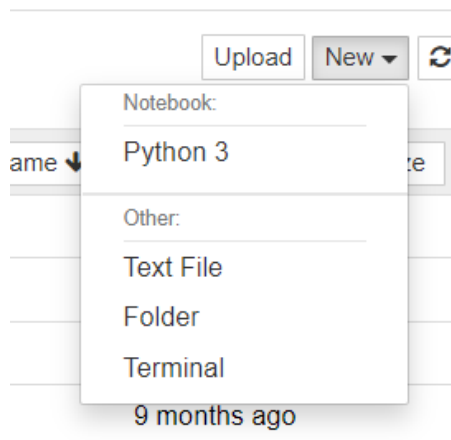 Upload New
Notebook:
Python 3
ame ze
Other:
Text File
Folder
Terminal
9 months ago